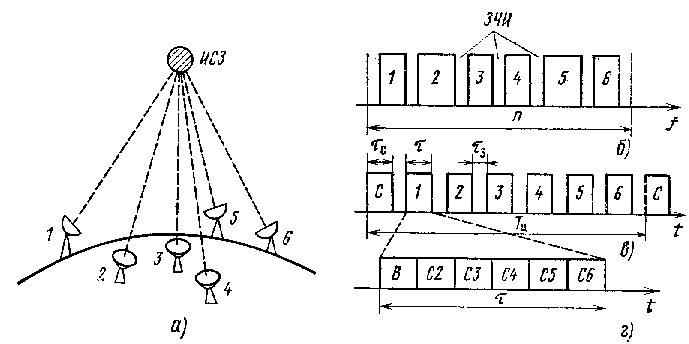 ИСЗ
1
2
3
4
5
6
а)
ЗЧИ
1 2 3 4 5 6
П
f
б)
τс τ τз
С 1 2 3 4 5 6 С
Tц
t
в)
В С2 С3 С4 С5 С6
τ
t
г)